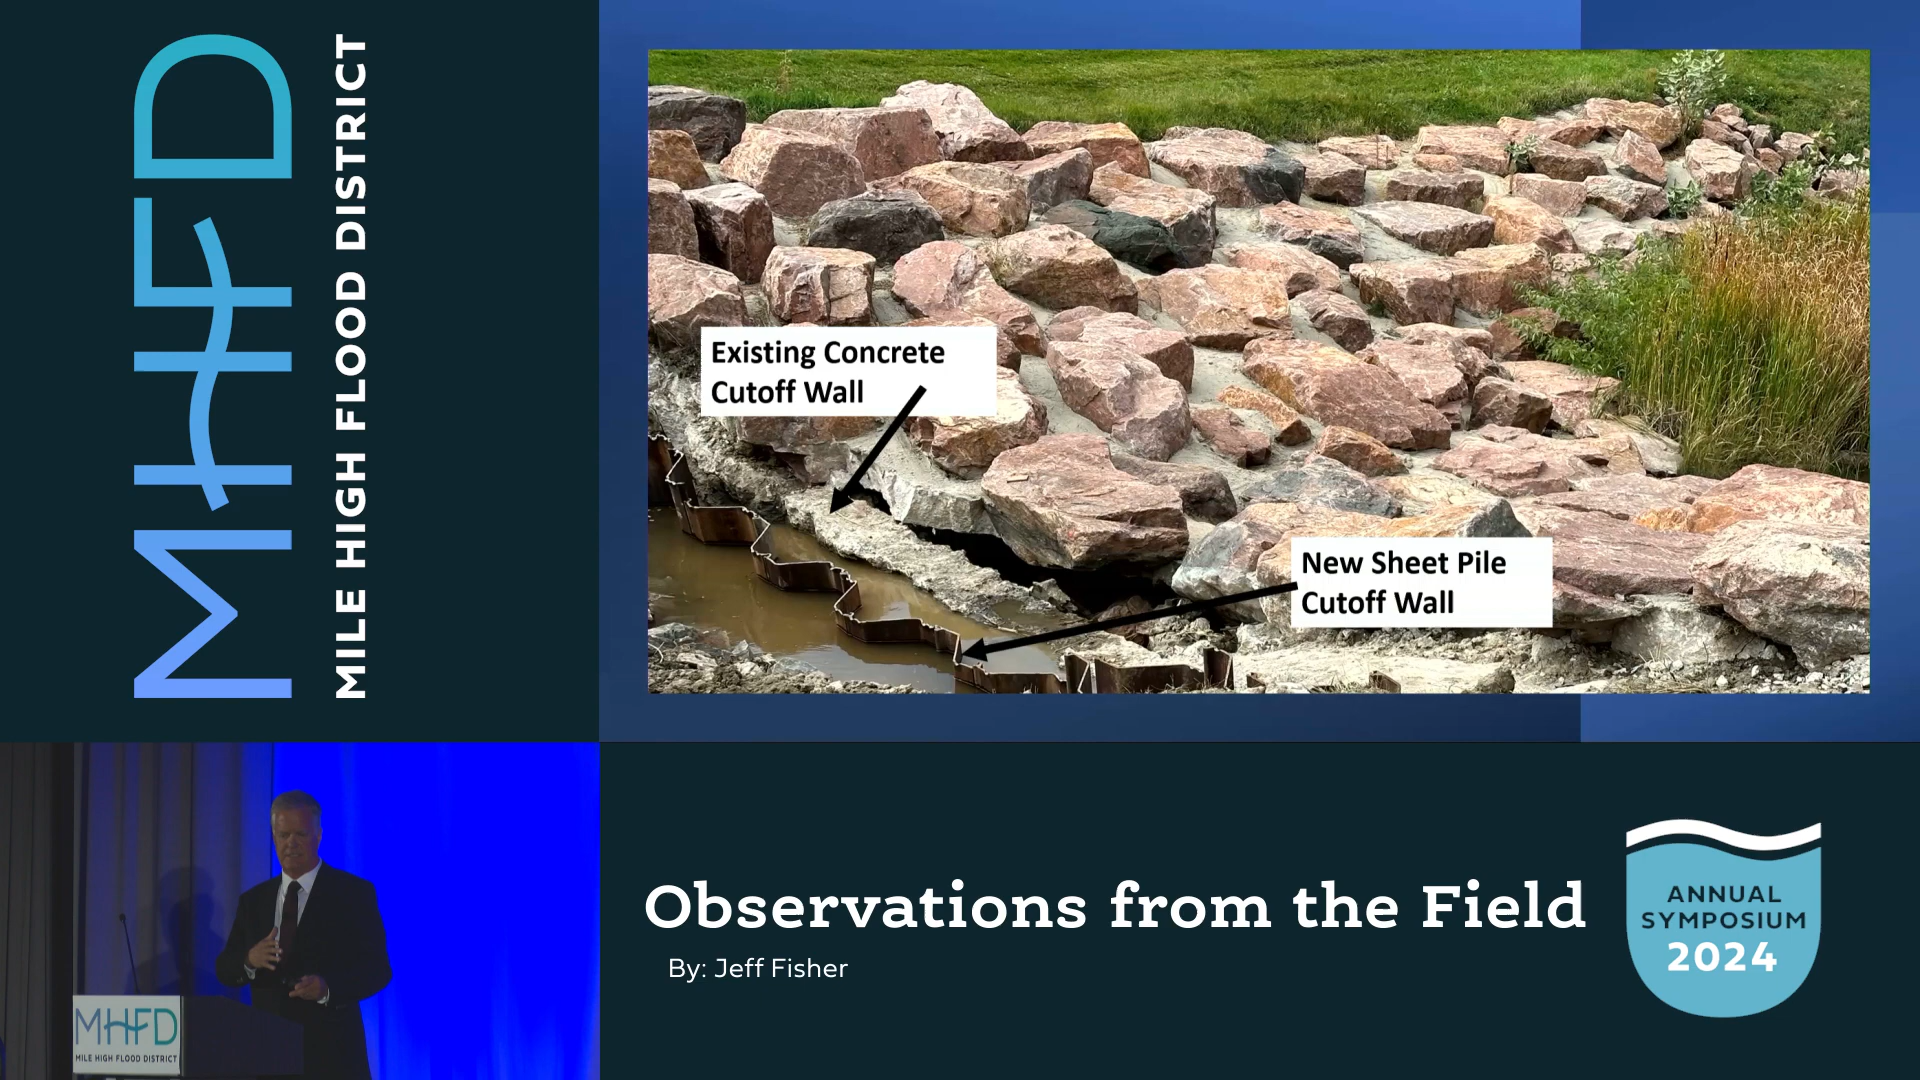 MHFD
MILE HIGH FLOOD DISTRICT
Existing Concrete
Cutoff Wall
New Sheet Pile
Cutoff Wall
MHFD
MILE HIGH FLOOD DISTRICT
Observations from the Field
By: Jeff Fisher
ANNUAL
SYMPOSIUM
2024